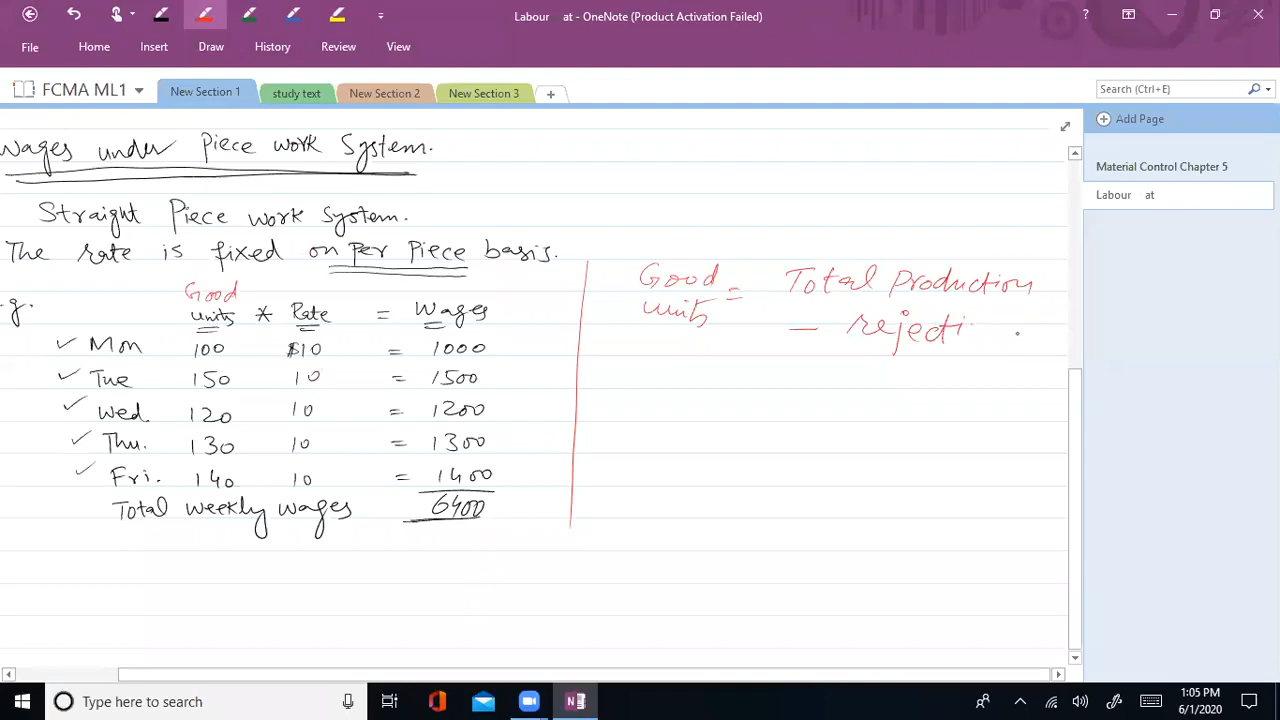 Labour at - OneNote (Product Activation Failed)
?
File Home Insert Draw History Review View
FCMA ML1 New Section 1 study text New Section 2 New Section 3 +
Search (Ctrl+E)
Add Page
Material Control Chapter 5
Labour at
Wages under Piece work System.
Straight Piece work System.
The rate is fixed on per piece basis.
.g.
Good
units * Rate = Wages
Mon 100 $10 = 1000
Tue 150 10 = 1500
Wed. 120 10 = 1200
Thu. 130 10 = 1300
Fri. 140 10 = 1400
Total weekly wages 6400
Good units = Total Production
— rejecti
Type here to search
1:05 PM
6/1/2020